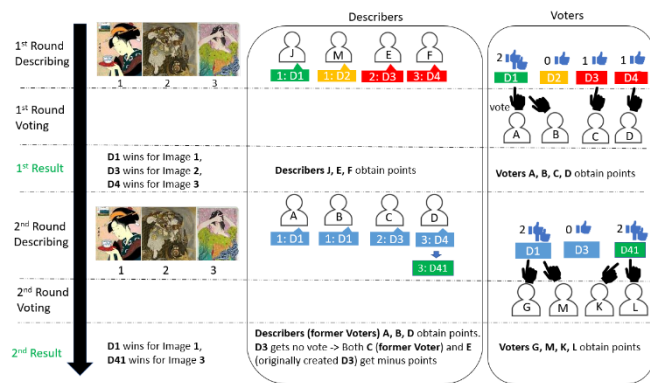 Describers
Voters
1st Round
Describing
1 2 3
J M E F
1: D1 1: D2 2: D3 3: D4
2 0 1 1
D1 D2 D3 D4
1st Round
Voting
vote
A B C D
1st Result
D1 wins for Image 1,
D3 wins for Image 2,
D4 wins for Image 3
Describers J, E, F obtain points
Voters A, B, C, D obtain points
2nd Round
Describing
1 2 3
A B C D
1: D1 1: D1 2: D3 3: D4
3: D41
2 0 2
D1 D3 D41
2nd Round
Voting
G M K L
2nd Result
D1 wins for Image 1,
D41 wins for Image 3
Describers (former Voters) A, B, D obtain points.
D3 gets no vote -> Both C (former Voter) and E
(originally created D3) get minus points
Voters G, M, K, L obtain points